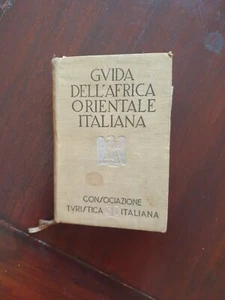 GVIDA
DELL'AFRICA
ORIENTALE
ITALIANA
CONSOCIAZIONE
TVRISTICA ITALIANA